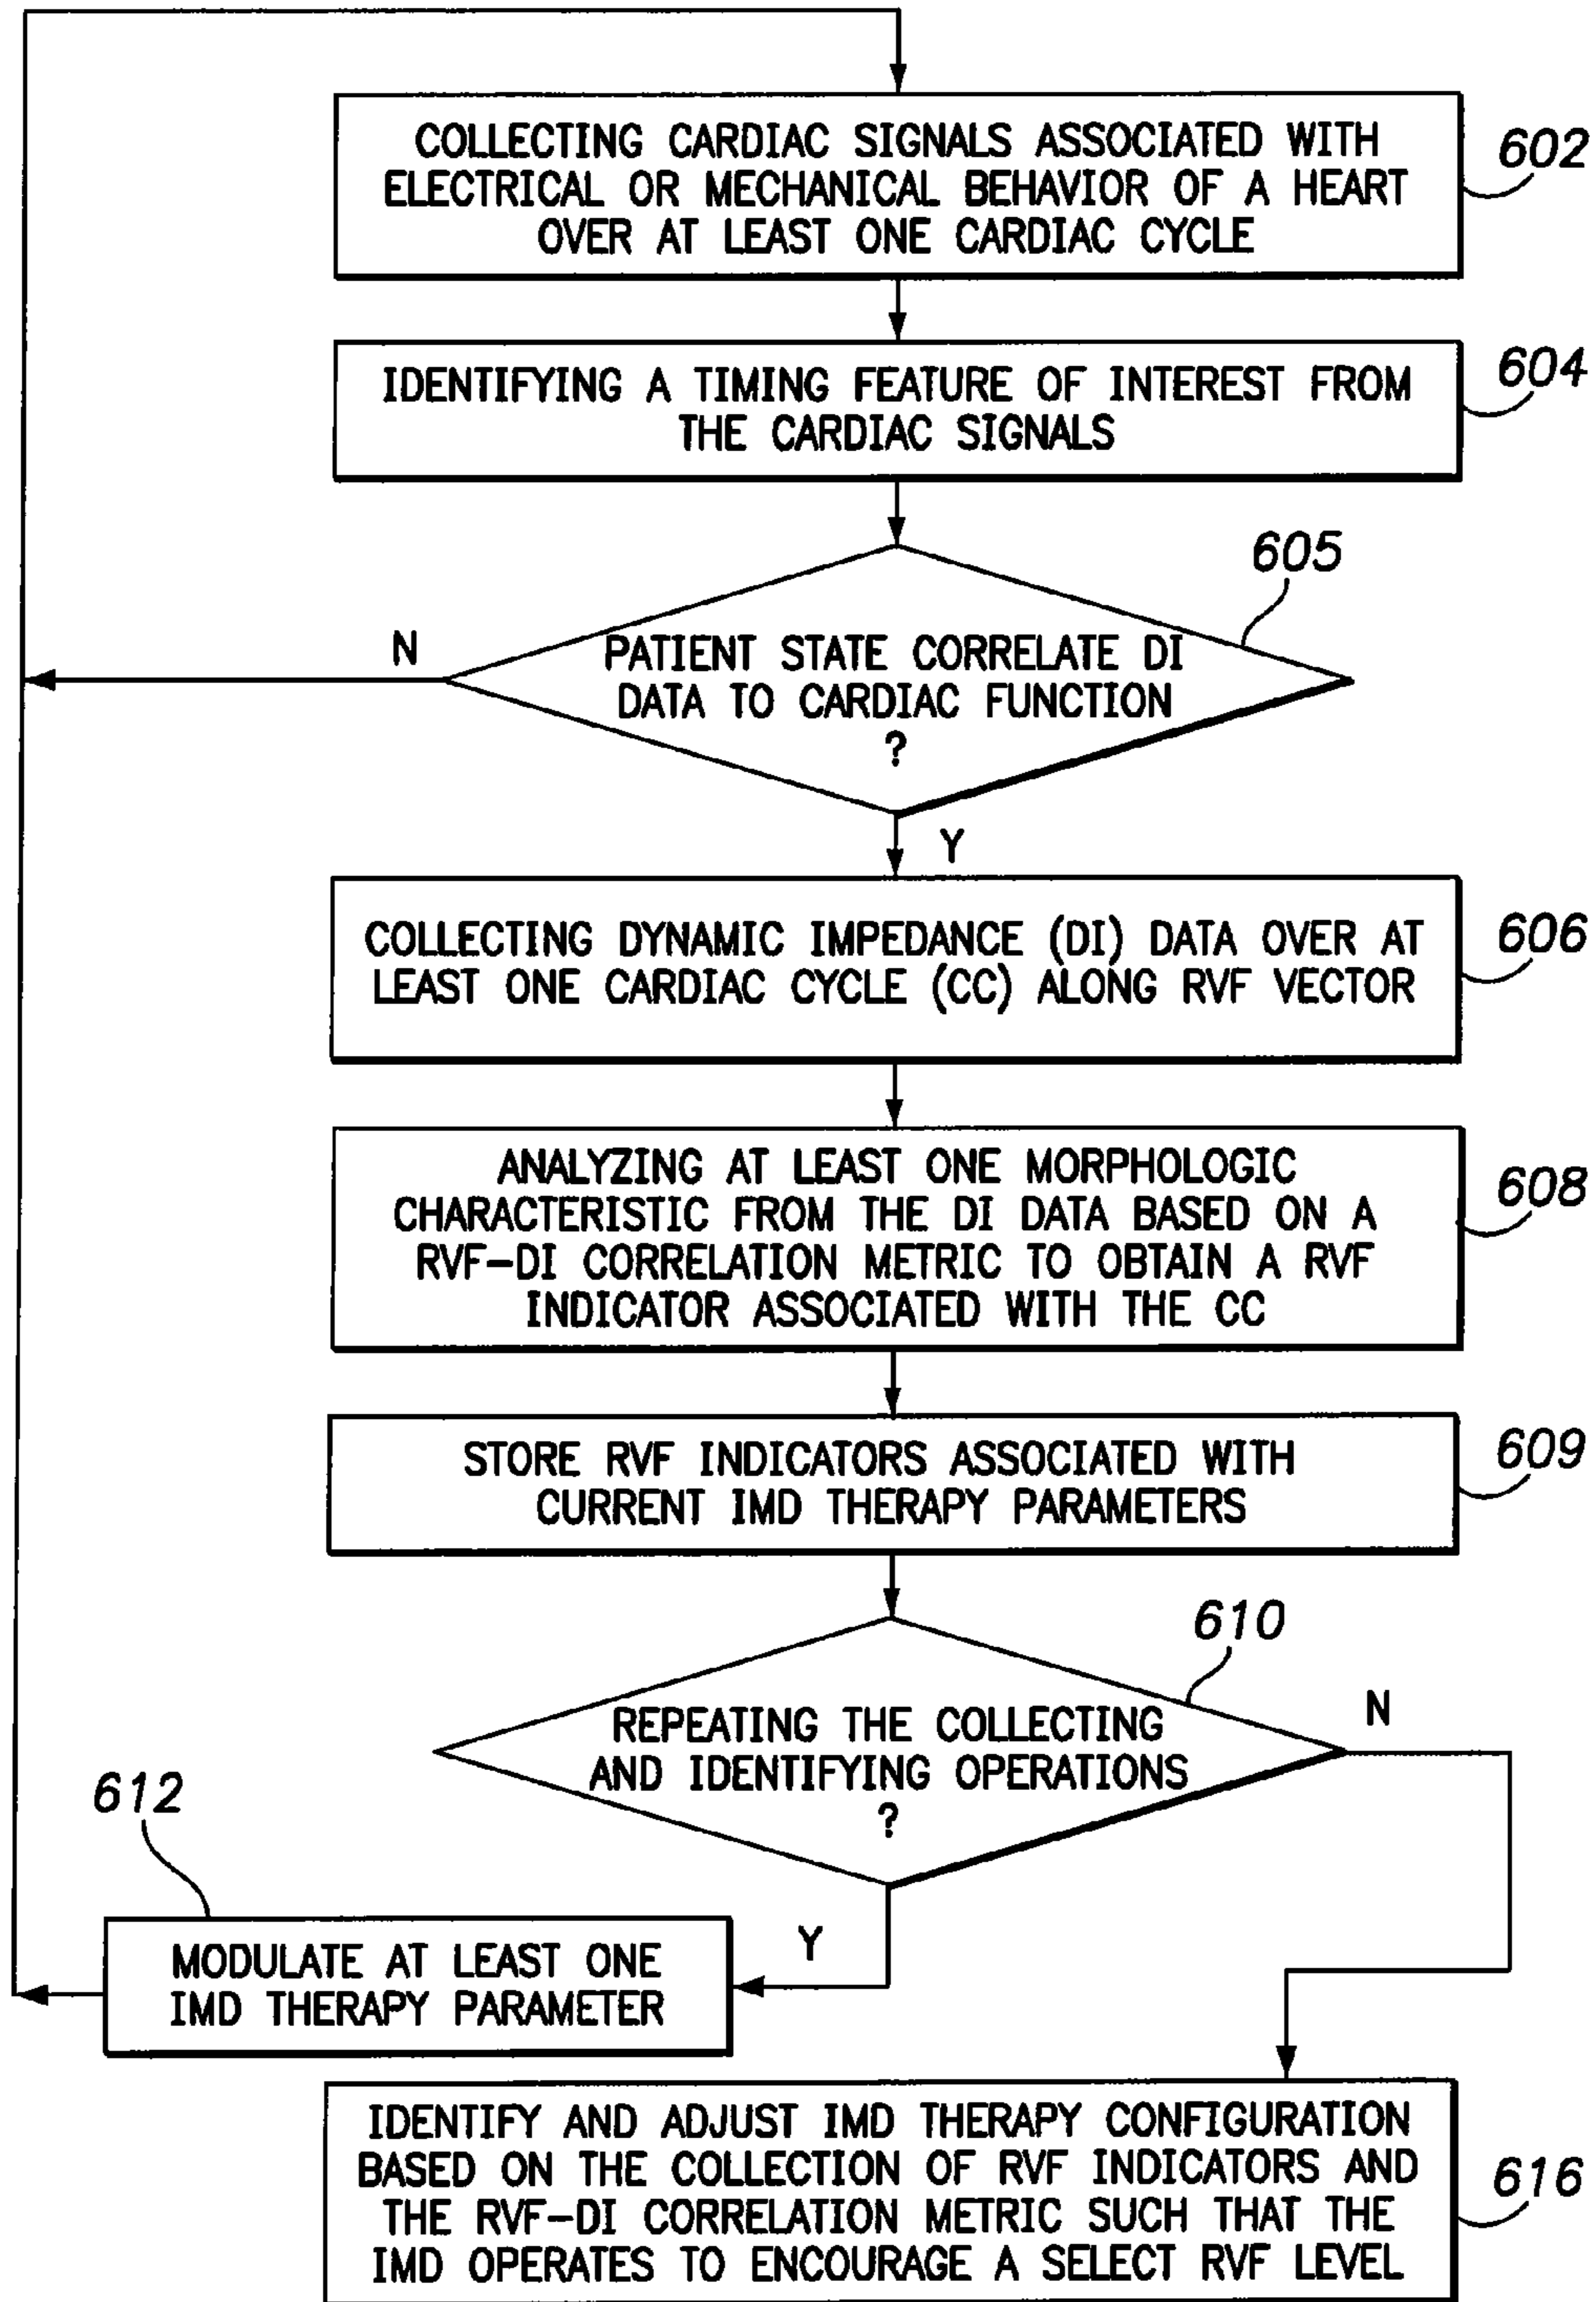 COLLECTING CARDIAC SIGNALS ASSOCIATED WITH
ELECTRICAL OR MECHANICAL BEHAVIOR OF A HEART
OVER AT LEAST ONE CARDIAC CYCLE
602
IDENTIFYING A TIMING FEATURE OF INTEREST FROM
THE CARDIAC SIGNALS
604
605
N
PATIENT STATE CORRELATE DI
DATA TO CARDIAC FUNCTION
?
Y
COLLECTING DYNAMIC IMPEDANCE (DI) DATA OVER AT
LEAST ONE CARDIAC CYCLE (CC) ALONG RVF VECTOR
606
ANALYZING AT LEAST ONE MORPHOLOGIC
CHARACTERISTIC FROM THE DI DATA BASED ON A
RVF-DI CORRELATION METRIC TO OBTAIN A RVF
INDICATOR ASSOCIATED WITH THE CC
608
STORE RVF INDICATORS ASSOCIATED WITH
CURRENT IMD THERAPY PARAMETERS
609
610
REPEATING THE COLLECTING
AND IDENTIFYING OPERATIONS
?
N
Y
612
MODULATE AT LEAST ONE
IMD THERAPY PARAMETER
IDENTIFY AND ADJUST IMD THERAPY CONFIGURATION
BASED ON THE COLLECTION OF RVF INDICATORS AND
THE RVF-DI CORRELATION METRIC SUCH THAT THE
IMD OPERATES TO ENCOURAGE A SELECT RVF LEVEL
616